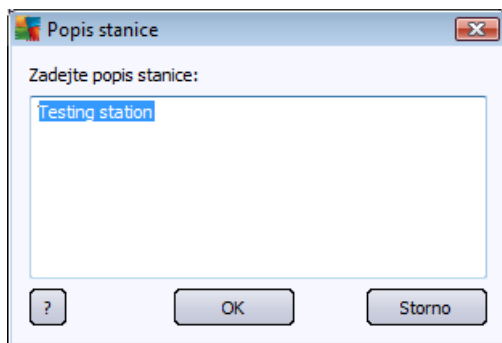 Popis stanice
Zadejte popis stanice:
Testing station
? OK Storno